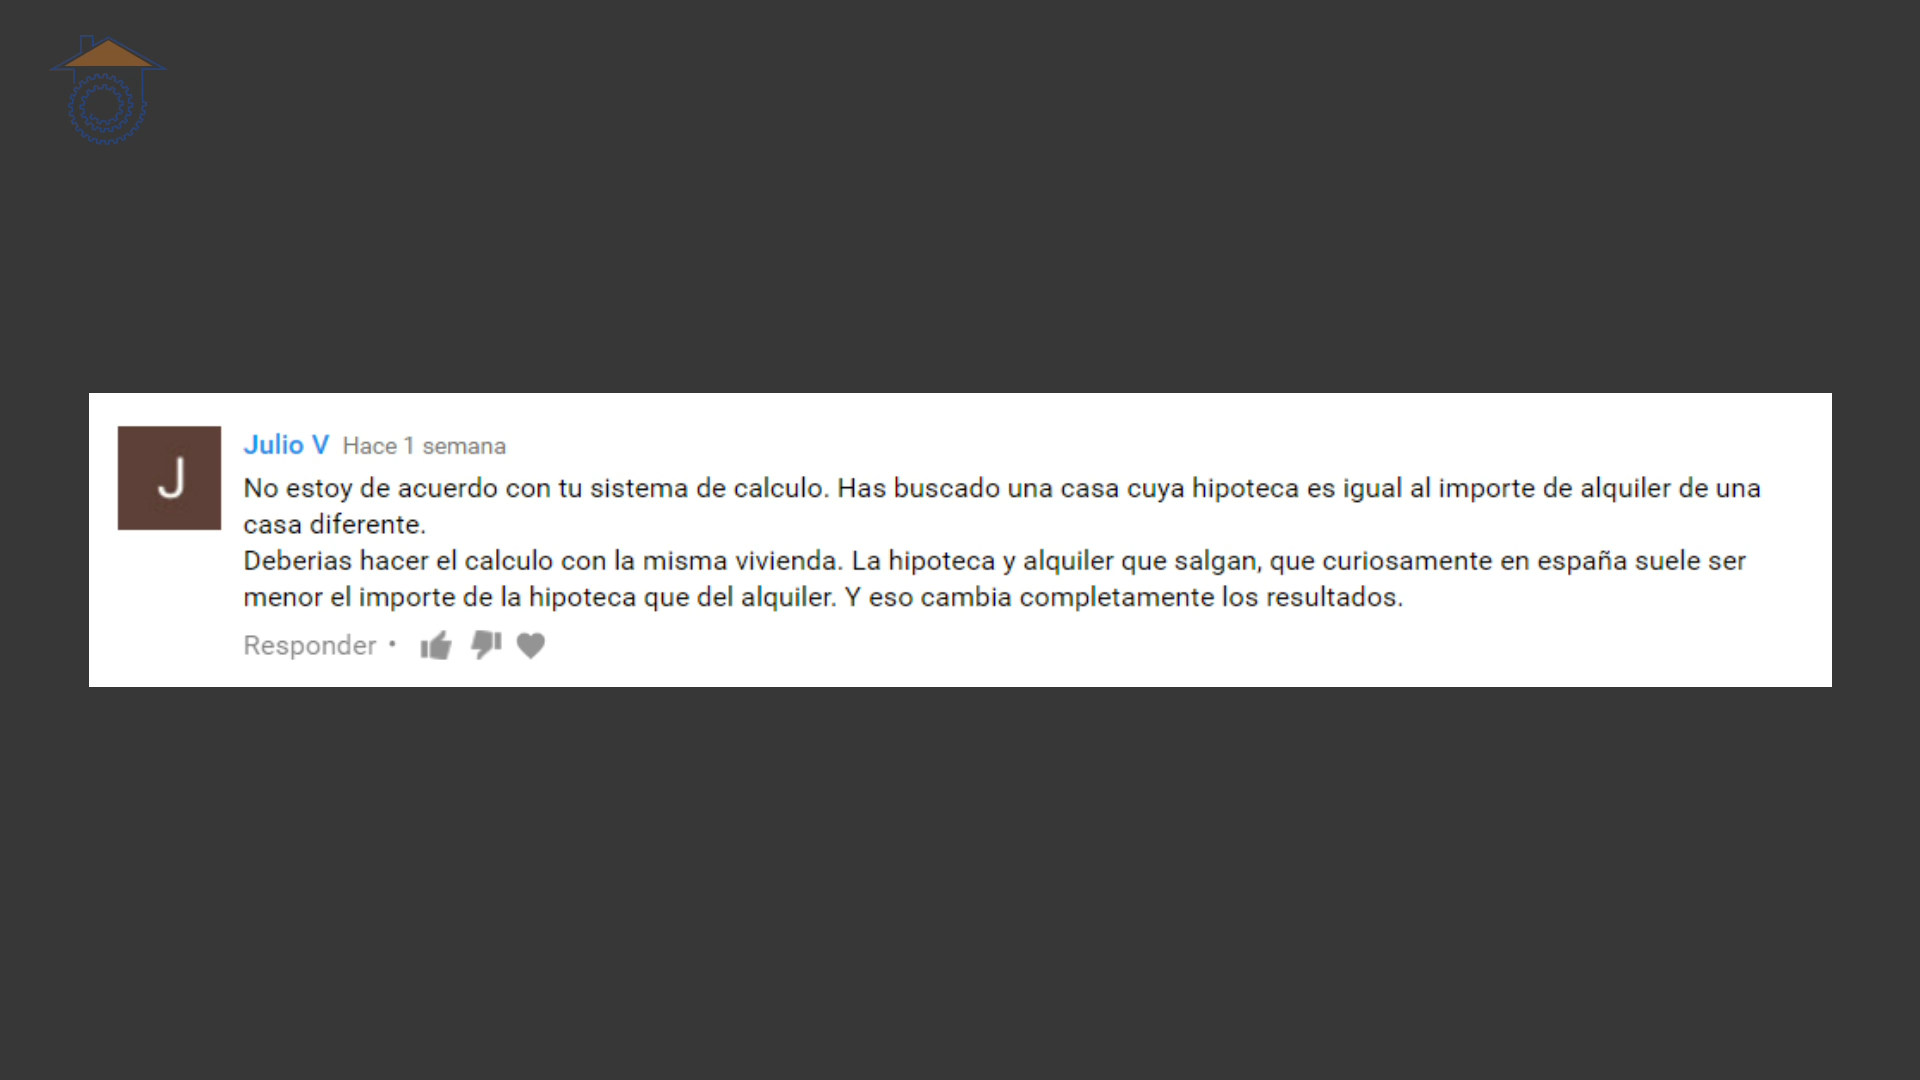 J
Julio V Hace 1 semana
No estoy de acuerdo con tu sistema de calculo. Has buscado una casa cuya hipoteca es igual al importe de alquiler de una
casa diferente.
Deberias hacer el calculo con la misma vivienda. La hipoteca y alquiler que salgan, que curiosamente en españa suele ser
menor el importe de la hipoteca que del alquiler. Y eso cambia completamente los resultados.
Responder •